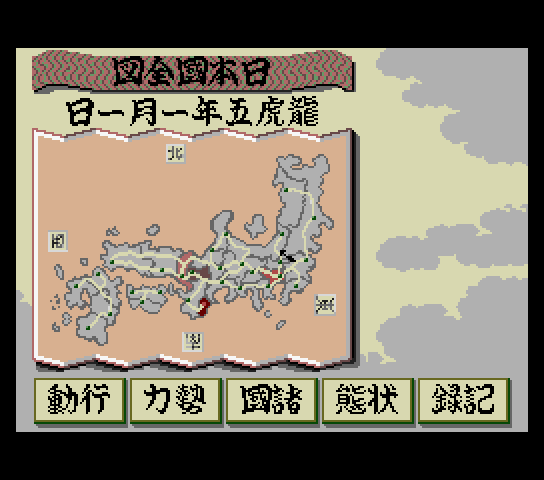 日本國全図
龍虎五年一月一日
北
西
東
南
記録
状態
諸國
勢力
行動